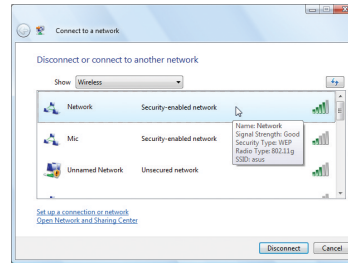 Connect to a network
Disconnect or connect to another network
Show Wireless
Network Security-enabled network
Name: Network
Signal Strength: Good
Security Type: WEP
Radio Type: 802.11g
SSID: asus
Mic Security-enabled network
Unnamed Network Unsecured network
Set up a connection or network
Open Network and Sharing Center
Disconnect Cancel